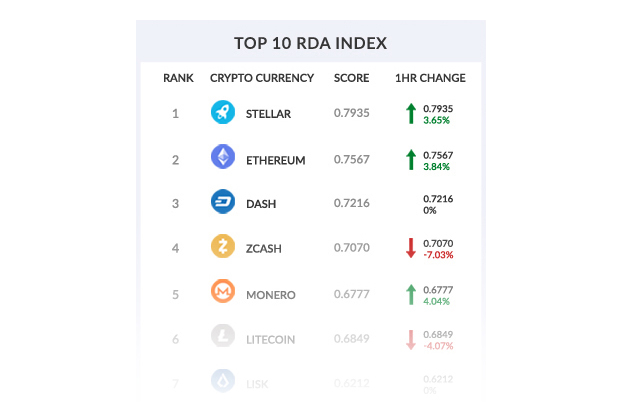 TOP 10 RDA INDEX
RANK CRYPTO CURRENCY SCORE 1HR CHANGE
1 STELLAR 0.7935 0.7935
3.65%
2 ETHEREUM 0.7567 0.7567
3.84%
3 DASH 0.7216 0.7216
0%
4 ZCASH 0.7070 0.7070
-7.03%
5 MONERO 0.6777 0.6777
4.04%
6 LITECOIN 0.6849 0.6849
-4.07%
7 LISK 0.6212 0.6212
0%